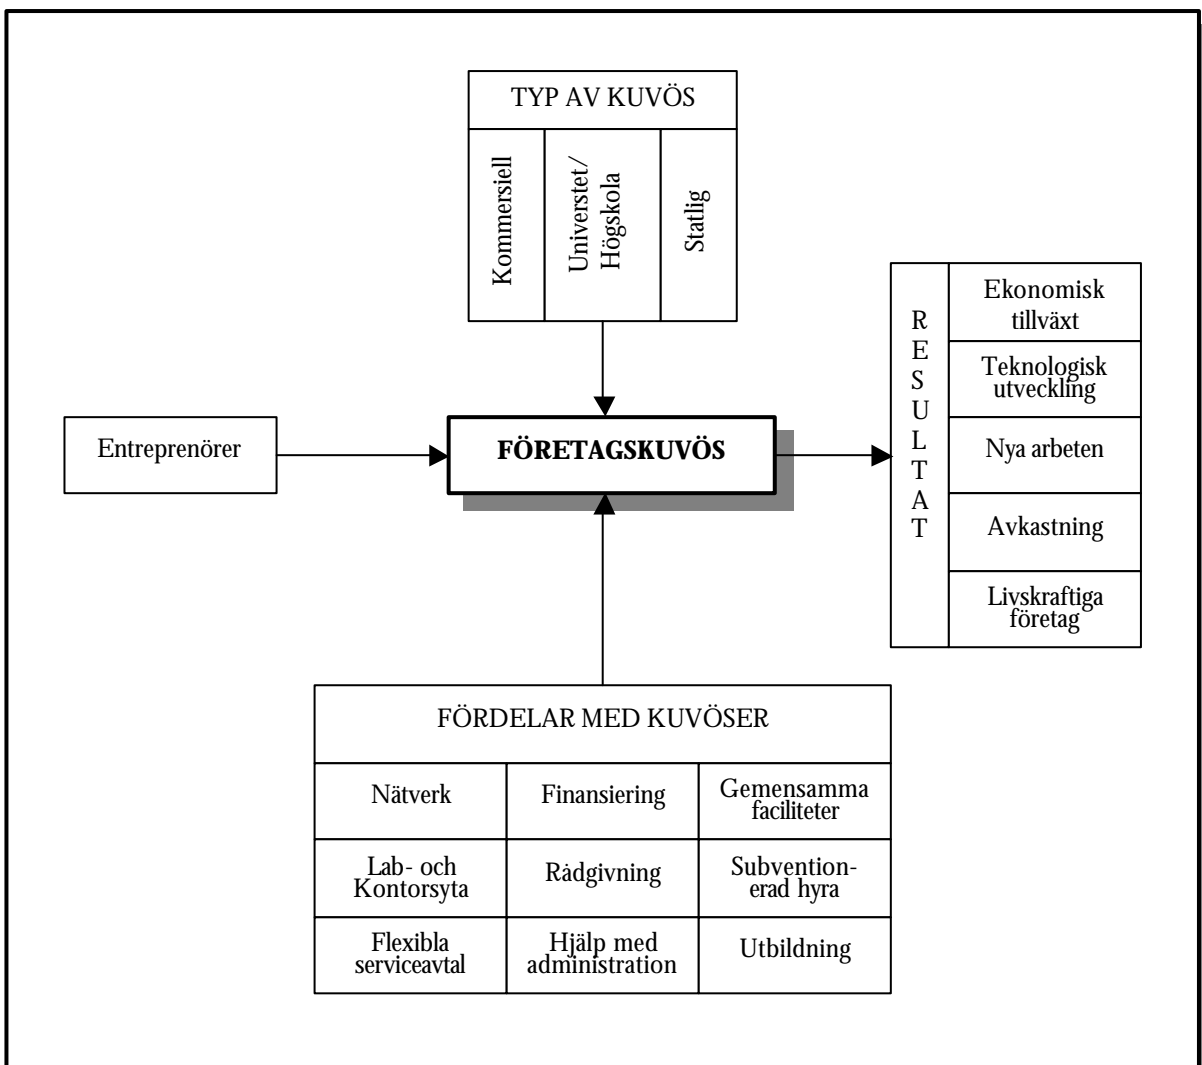 TYP AV KUVÖS
Kommersiell
Universtet/
Högskola
Statlig
Entreprenörer
FÖRETAGSKUVÖS
RESULTAT
Ekonomisk
tillväxt
Teknologisk
utveckling
Nya arbeten
Avkastning
Livskraftiga
företag
FÖRDELAR MED KUVÖSER
Nätverk
Finansiering
Gemensamma
faciliteter
Lab- och
Kontorsyta
Rådgivning
Subvention-
erad hyra
Flexibla
serviceavtal
Hjälp med
administration
Utbildning